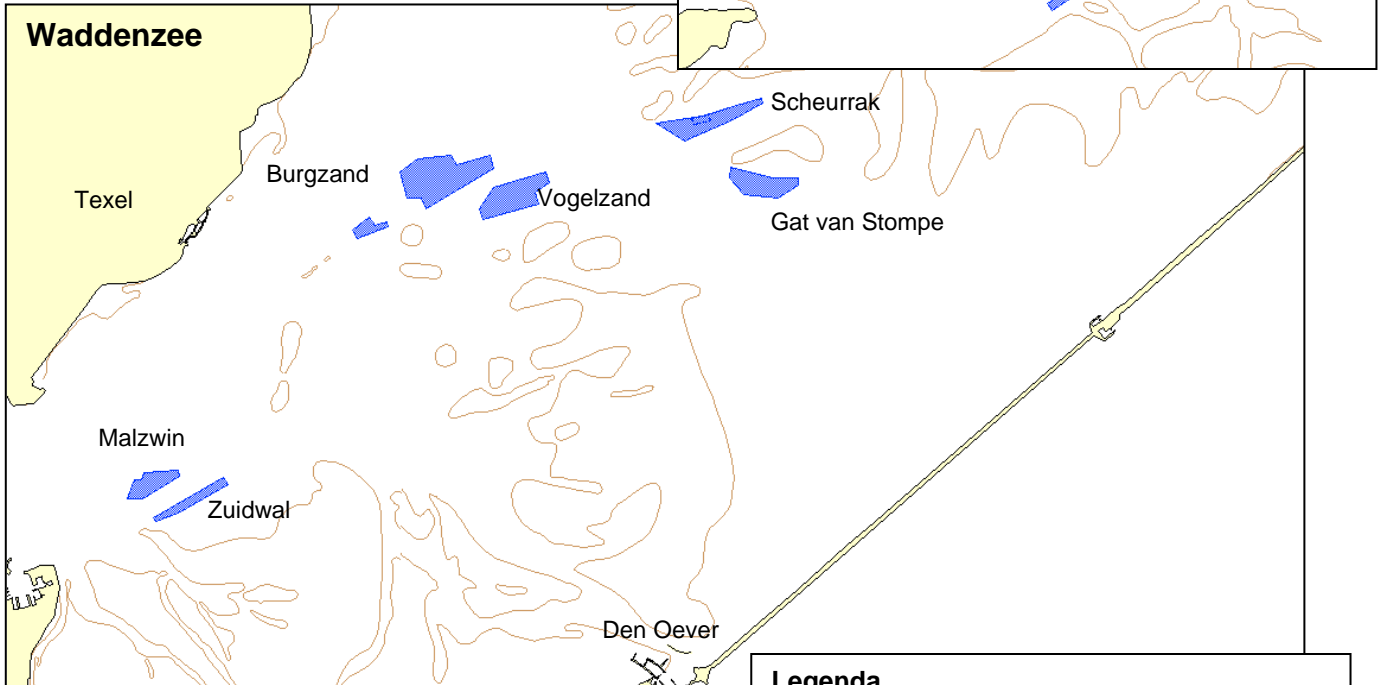 Waddenzee
Scheurrak
Burgzand
Texel
Vogelzand
Gat van Stompe
Malzwin
Zuidwal
Den Oever
Legenda